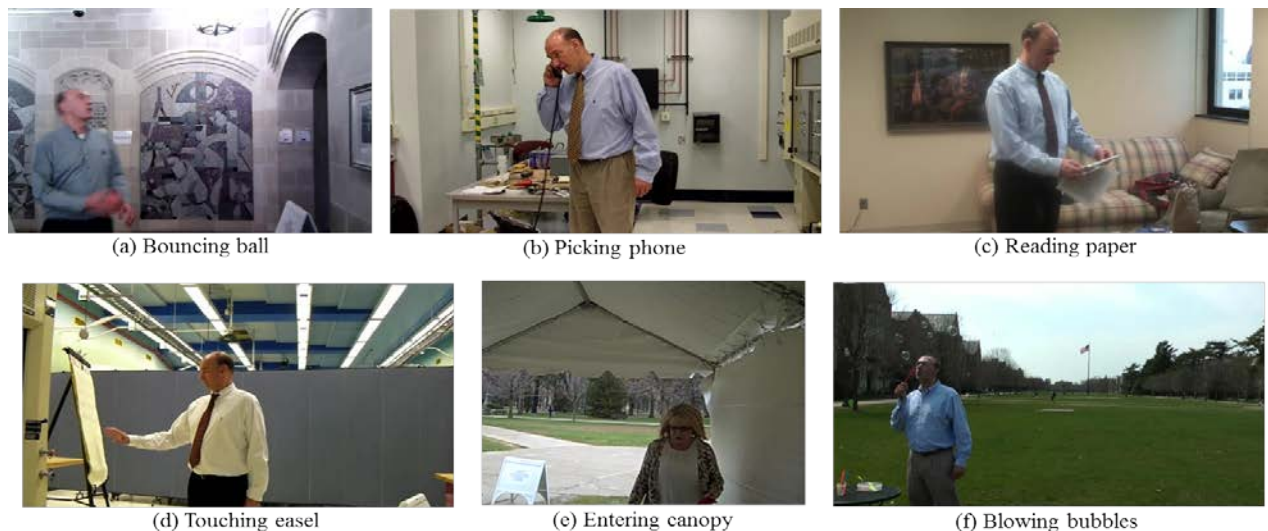 (a) Bouncing ball
(b) Picking phone
(c) Reading paper
(d) Touching easel
(e) Entering canopy
(f) Blowing bubbles